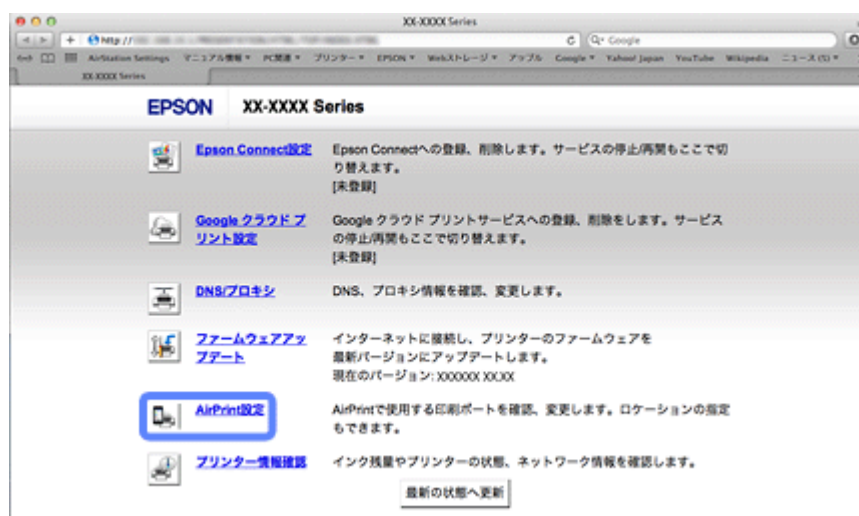 XX-XXXX Series
http://
Google
AirStation Settings マニュアル情報 PC関連 プリンター EPSON Webストレージ アップル Google Yahoo! Japan YouTube Wikipedia ニュース(5)
XX-XXXX Series
EPSON XX-XXXX Series
Epson Connect設定
Epson Connectへの登録、削除します。サービスの停止/再開もここで切
り替えます。
[未登録]
Google クラウド プ
リント設定
Google クラウド プリントサービスへの登録、削除をします。サービス
の停止/再開もここで切り替えます。
[未登録]
DNS/プロキシ
DNS、プロキシ情報を確認、変更します。
ファームウェアアッ
プデート
インターネットに接続し、プリンターのファームウェアを
最新バージョンにアップデートします。
現在のバージョン: XXXXXX XX.XX
AirPrint設定
AirPrintで使用する印刷ポートを確認、変更します。ロケーションの指定
もできます。
プリンター情報確認
インク残量やプリンターの状態、ネットワーク情報を確認します。
最新の状態へ更新